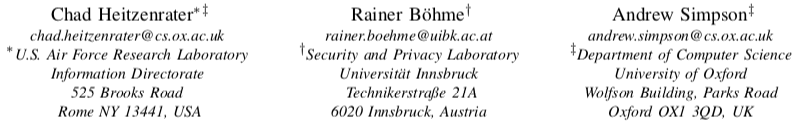 Chad Heitzenrater*‡
chad.heitzenrater@cs.ox.ac.uk
*U.S. Air Force Research Laboratory
Information Directorate
525 Brooks Road
Rome NY 13441, USA
Rainer Böhme†
rainer.boehme@uibk.ac.at
†Security and Privacy Laboratory
Universität Innsbruck
Technikerstraße 21A
6020 Innsbruck, Austria
Andrew Simpson‡
andrew.simpson@cs.ox.ac.uk
‡Department of Computer Science
University of Oxford
Wolfson Building, Parks Road
Oxford OX1 3QD, UK